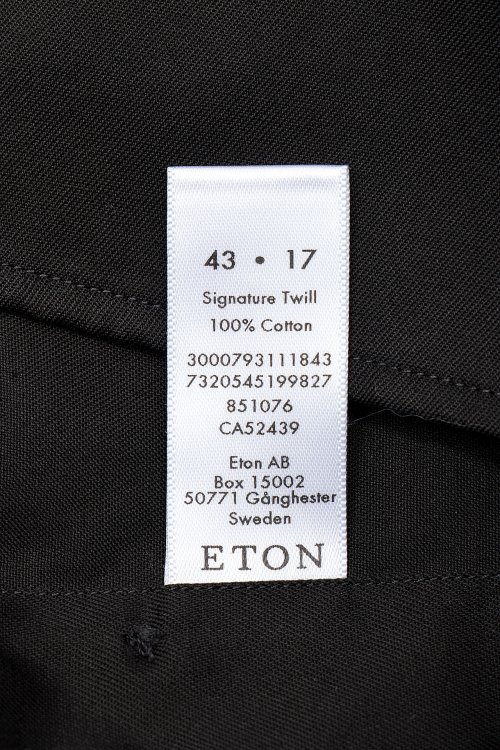 43 • 17
Signature Twill
100% Cotton
3000793111843
7320545199827
851076
CA52439
Eton AB
Box 15002
50771 Gånghester
Sweden
ETON